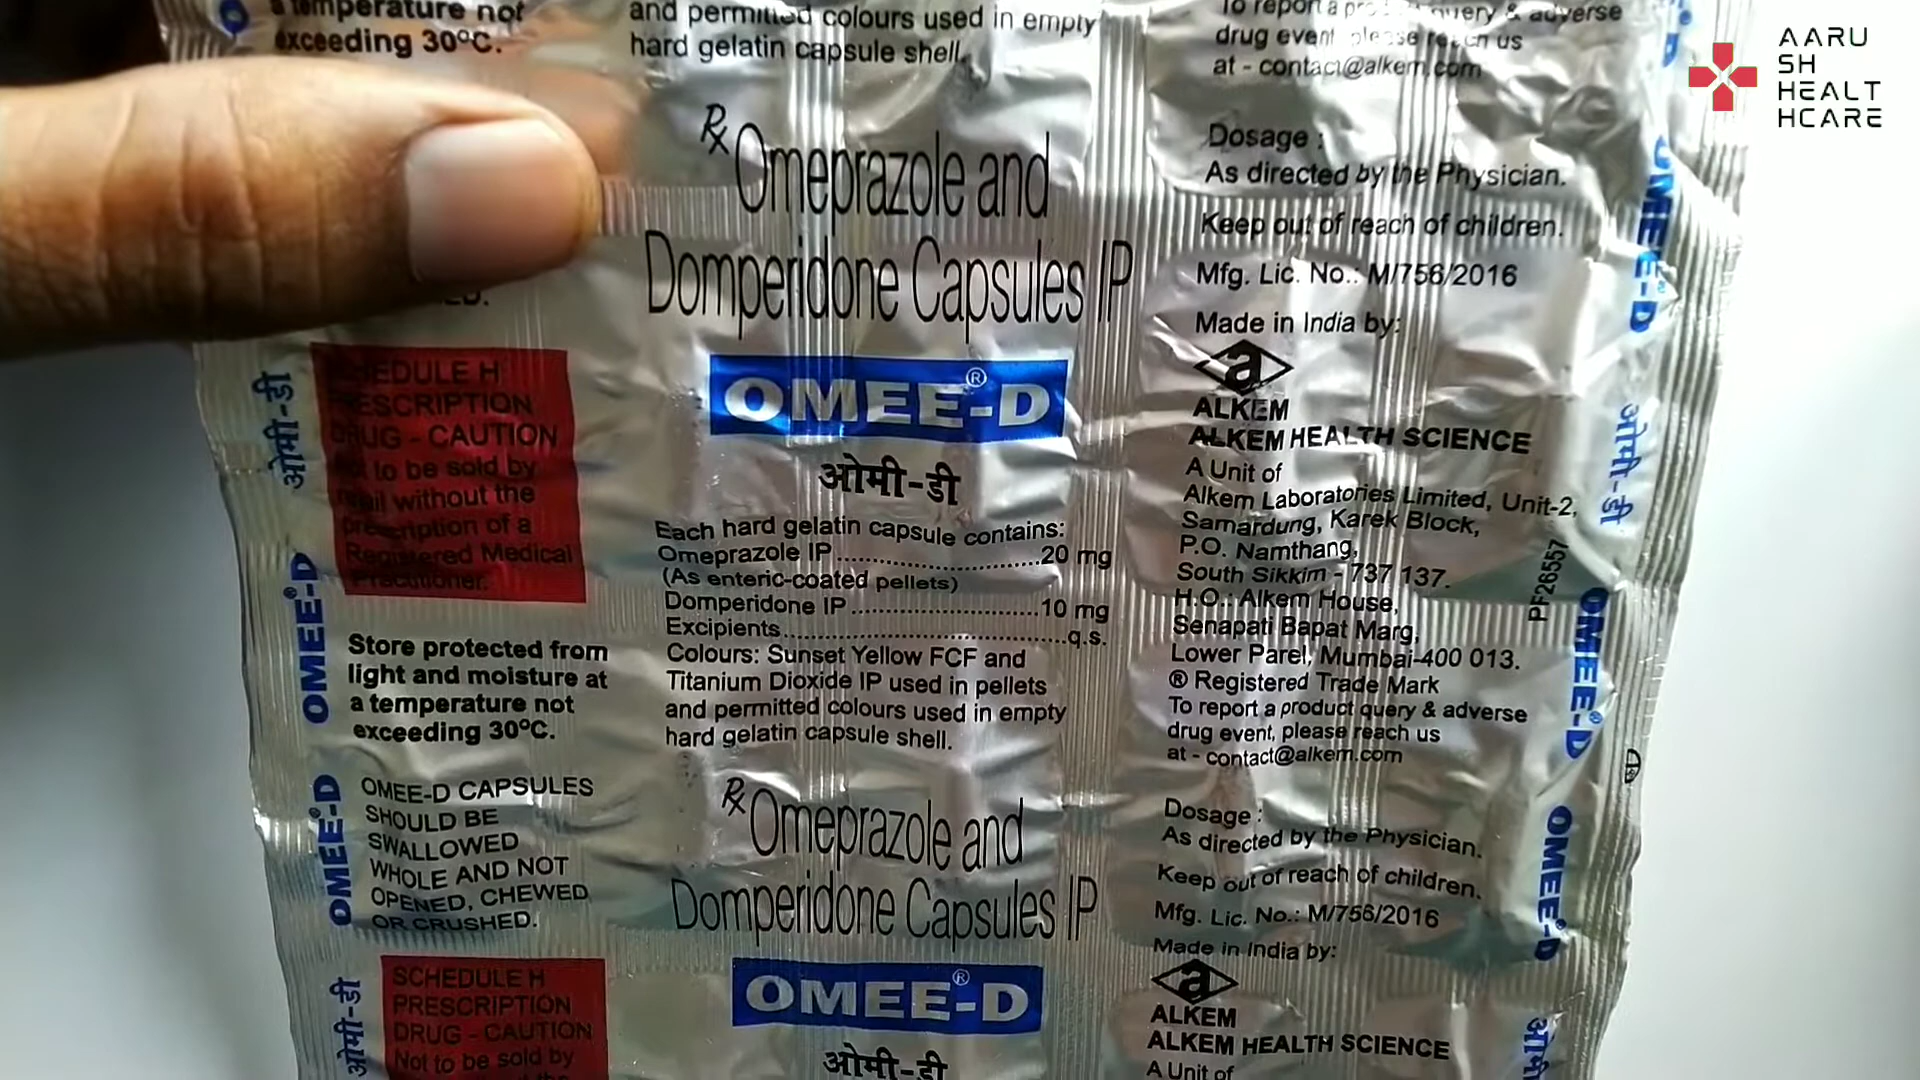 a temperature not
exceeding 30°C.
and permitted colours used in empty
hard gelatin capsule shell.
To report a query & adverse
drug event please reach us
at - contact@alkem.com
AARU
SH
HEALT
HCARE
Rx Omeprazole and
Domperidone Capsules IP
OMEE®-D
ओमी-डी
Each hard gelatin capsule contains:
Omeprazole IP..............................20 mg
(As enteric-coated pellets)
Domperidone IP............................10 mg
Excipients........................................q.s.
Colours: Sunset Yellow FCF and
Titanium Dioxide IP used in pellets
and permitted colours used in empty
hard gelatin capsule shell.
Dosage :
As directed by the Physician.
Keep out of reach of children.
Mfg. Lic. No.: M/756/2016
Made in India by:
a
ALKEM
ALKEM HEALTH SCIENCE
A Unit of
Alkem Laboratories Limited, Unit-2,
Samardung, Karek Block,
P.O. Namthang,
South Sikkim - 737 137.
H.O.: Alkem House,
Senapati Bapat Marg,
Lower Parel, Mumbai-400 013.
® Registered Trade Mark
To report a product query & adverse
drug event, please reach us
at - contact@alkem.com
PF26557
SCHEDULE H
PRESCRIPTION
DRUG - CAUTION
Not to be sold by
retail without the
prescription of a
Registered Medical
Practitioner.
Store protected from
light and moisture at
a temperature not
exceeding 30°C.
OMEE-D CAPSULES
SHOULD BE
SWALLOWED
WHOLE AND NOT
OPENED, CHEWED
OR CRUSHED.
ओमी-डी
OMEE®-D
OMEE®-D
ओमी-डी
OMEE®-D
ओमी-डी
OMEE®-D
OMEE®-D
ओमी
Rx Omeprazole and
Domperidone Capsules IP
OMEE®-D
ओमी-डी
Dosage :
As directed by the Physician.
Keep out of reach of children.
Mfg. Lic. No.: M/756/2016
Made in India by:
a
ALKEM
ALKEM HEALTH SCIENCE
A Unit of
SCHEDULE H
PRESCRIPTION
DRUG - CAUTION
Not to be sold by